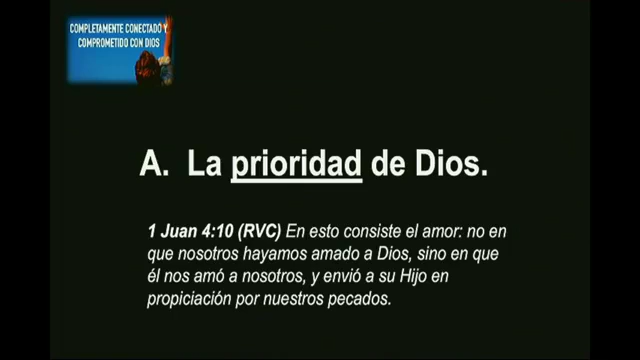 COMPLETAMENTE CONECTADO Y
COMPROMETIDO CON DIOS
A. La prioridad de Dios.
1 Juan 4:10 (RVC) En esto consiste el amor: no en
que nosotros hayamos amado a Dios, sino en que
él nos amó a nosotros, y envió a su Hijo en
propiciación por nuestros pecados.